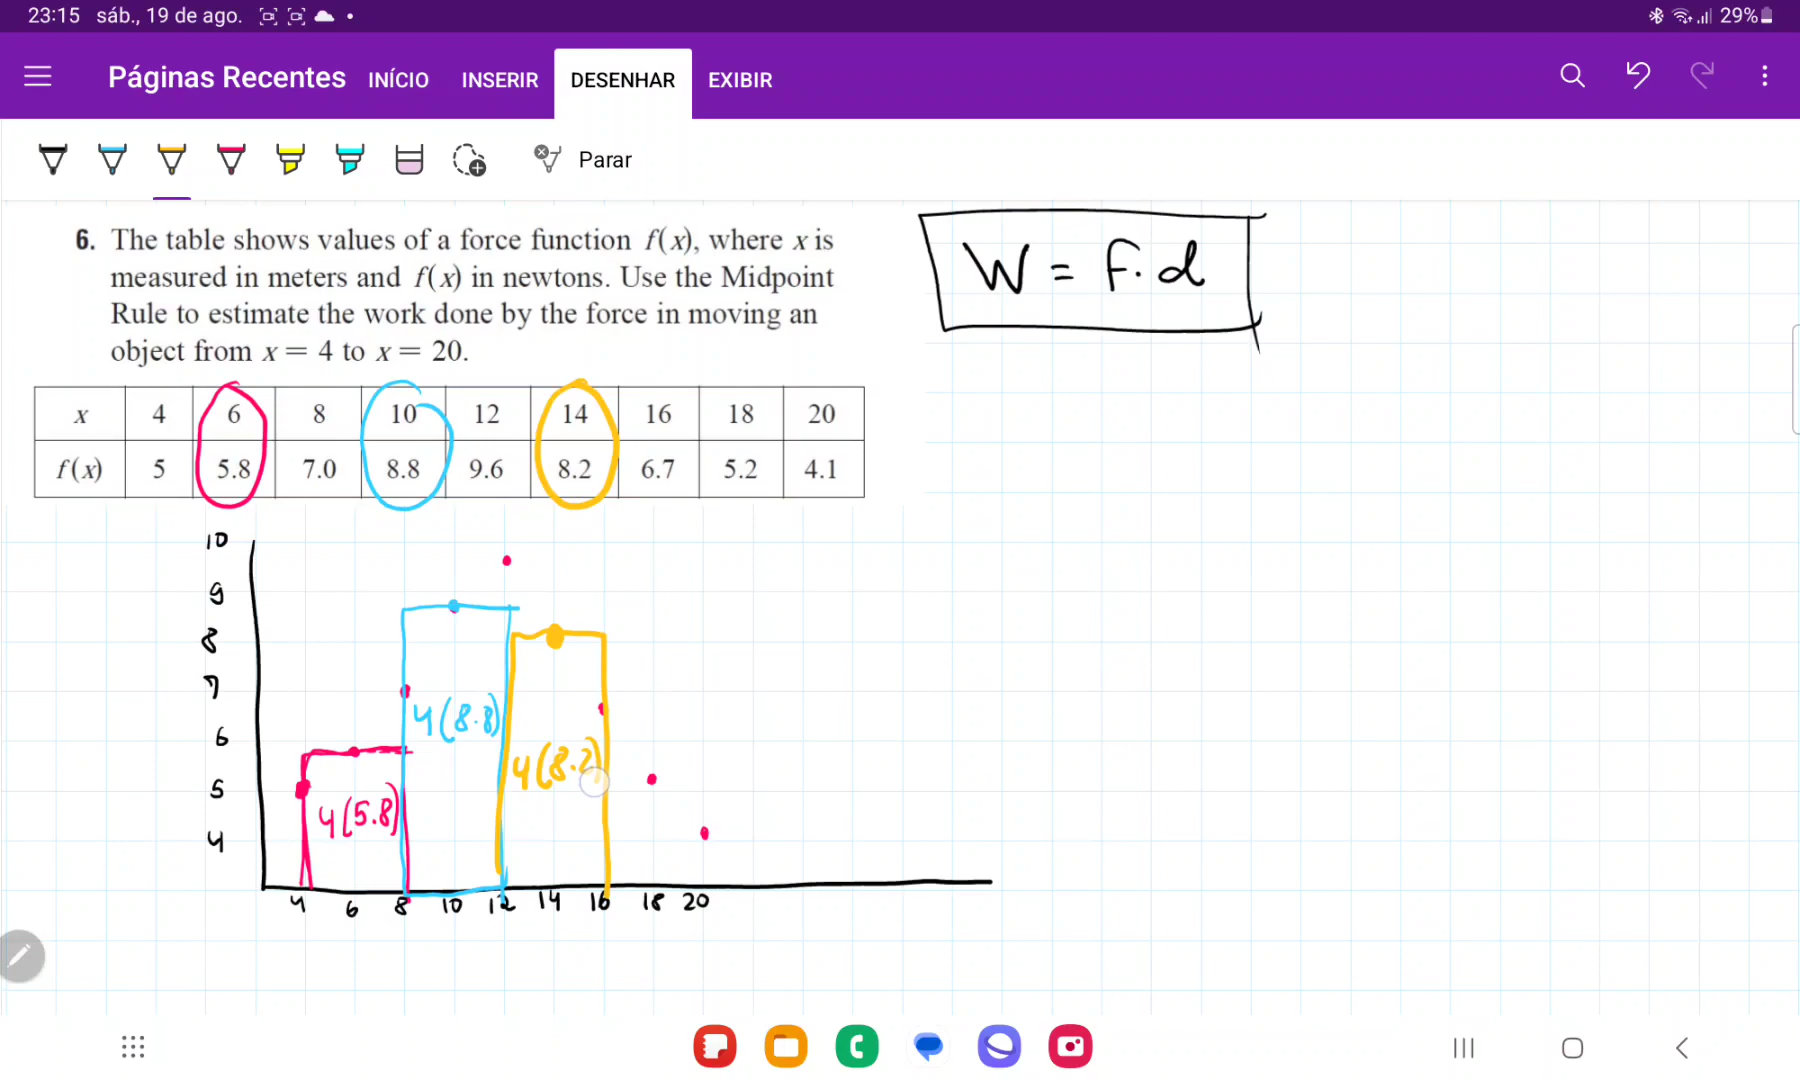 23:15 sáb., 19 de ago.
29%
Páginas Recentes INÍCIO INSERIR DESENHAR EXIBIR
Parar
6. The table shows values of a force function f(x), where x is
measured in meters and f(x) in newtons. Use the Midpoint
Rule to estimate the work done by the force in moving an
object from x = 4 to x = 20.
W = F.d
x 4 6 8 10 12 14 16 18 20
f(x) 5 5.8 7.0 8.8 9.6 8.2 6.7 5.2 4.1
10
9
8
7
6
5
4
4(5.8)
4(8.8)
4(8.2)
4 6 8 10 12 14 16 18 20